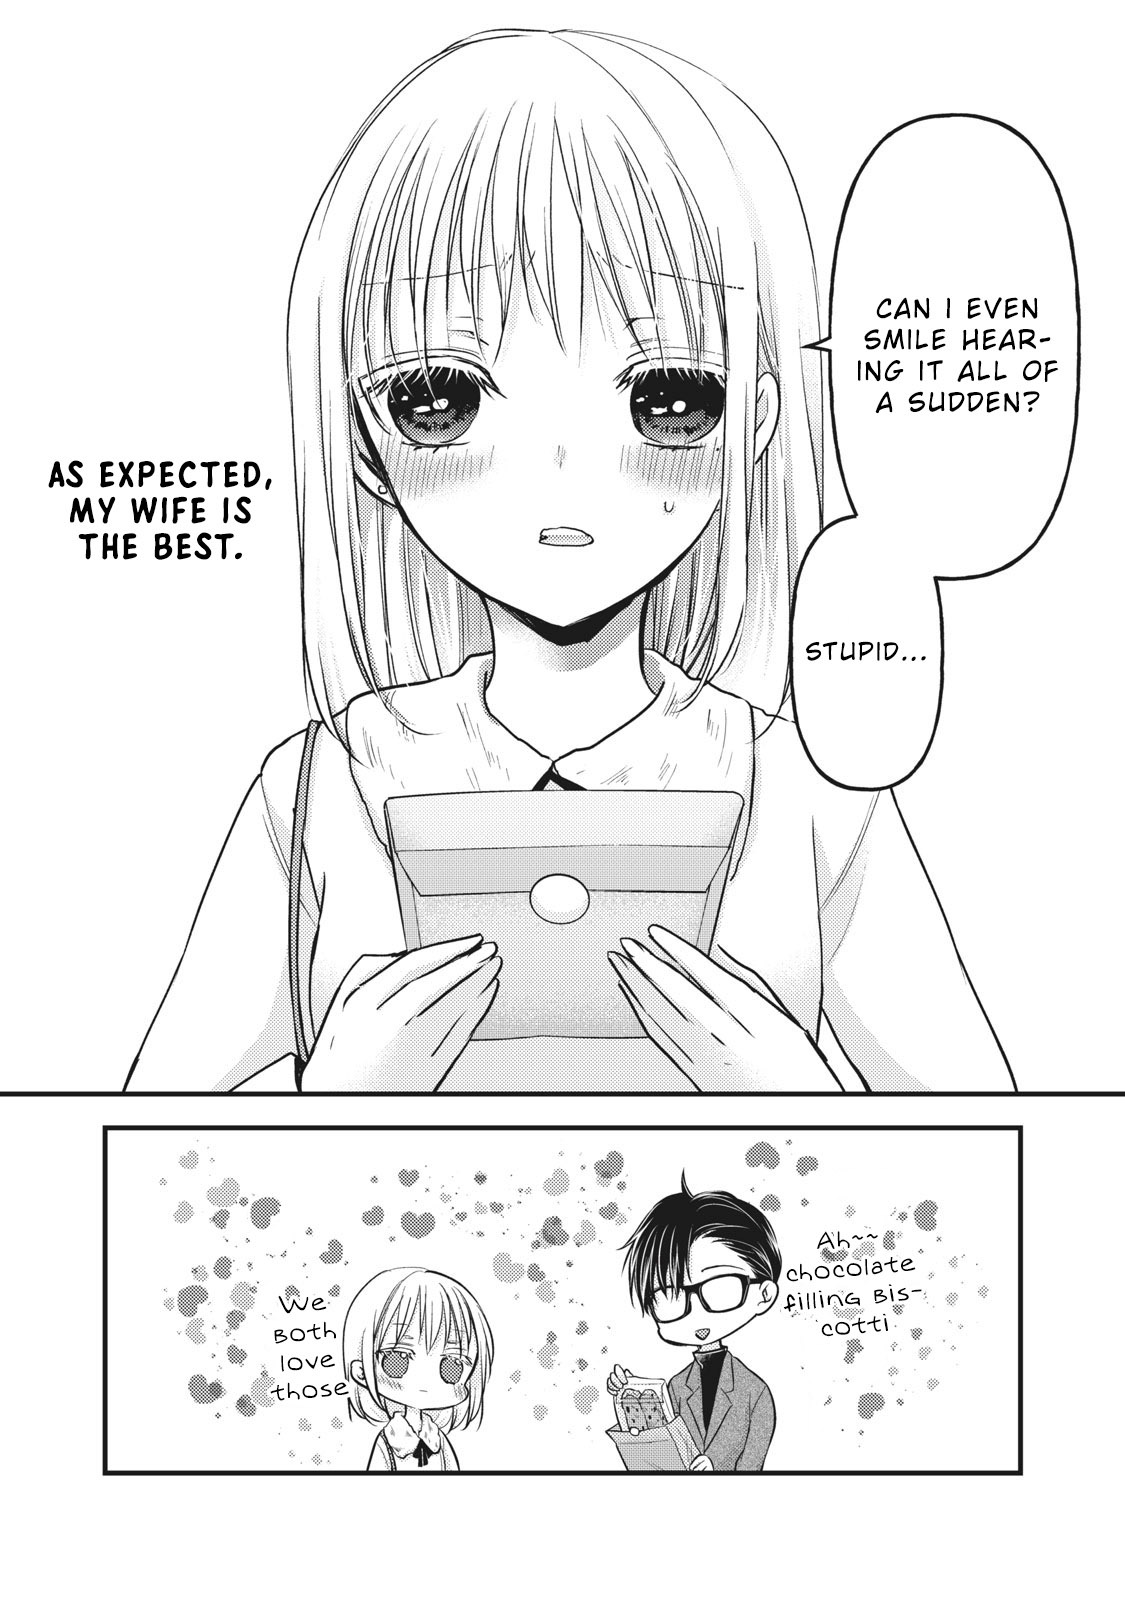 CAN I EVEN
SMILE HEAR-
ING IT ALL OF
A SUDDEN?
STUPID...
AS EXPECTED,
MY WIFE IS
THE BEST.
Ah~~
chocolate
filling Bis-
cotti
We
Both
love
those